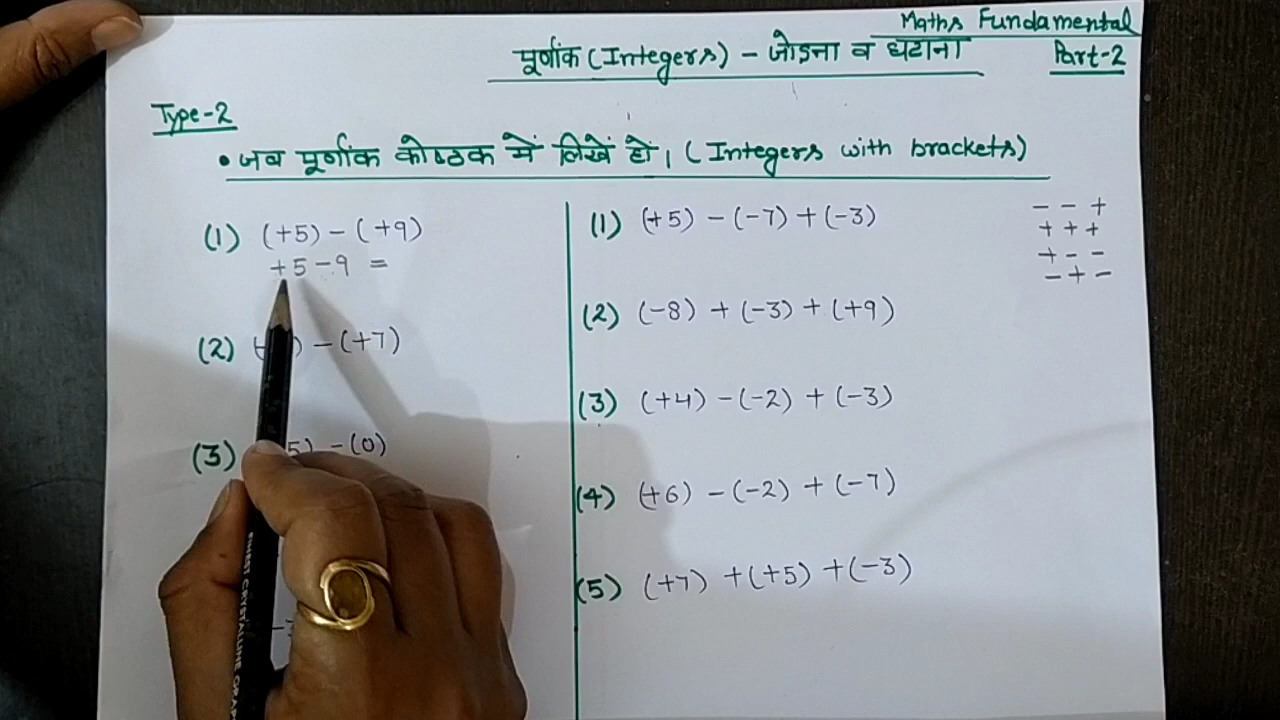 Maths Fundamental
Part-2
पूर्णांक (Integers) - जोड़ना व घटाना
Type-2
• जब पूर्णांक कोष्ठक में लिखें हो। (Integers with brackets)
(1) (+5) - (+9)
+5 - 9 =
(2) - (+7)
(3) 5) - (0)
(1) (+5) - (-7) + (-3)
(2) (-8) + (-3) + (+9)
(3) (+4) - (-2) + (-3)
(4) (+6) - (-2) + (-7)
(5) (+7) + (+5) + (-3)
- - +
+ + +
+ - -
- + -